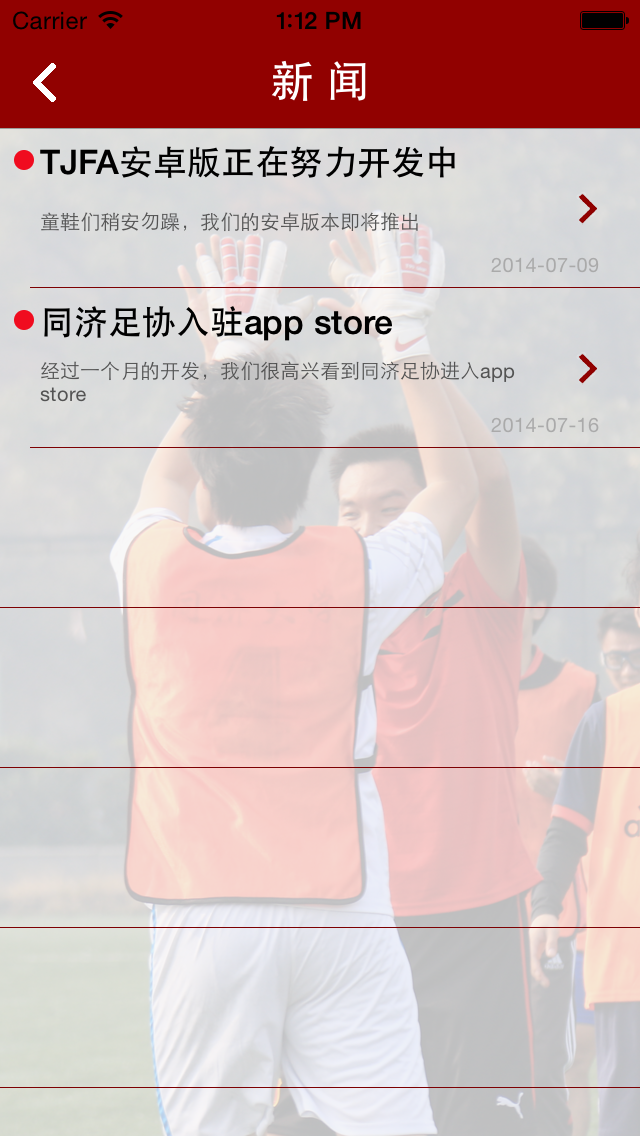 Carrier 1:12 PM
新 闻
TJFA安卓版正在努力开发中
童鞋们稍安勿躁，我们的安卓版本即将推出
2014-07-09
同济足协入驻app store
经过一个月的开发，我们很高兴看到同济足协进入app
store
2014-07-16